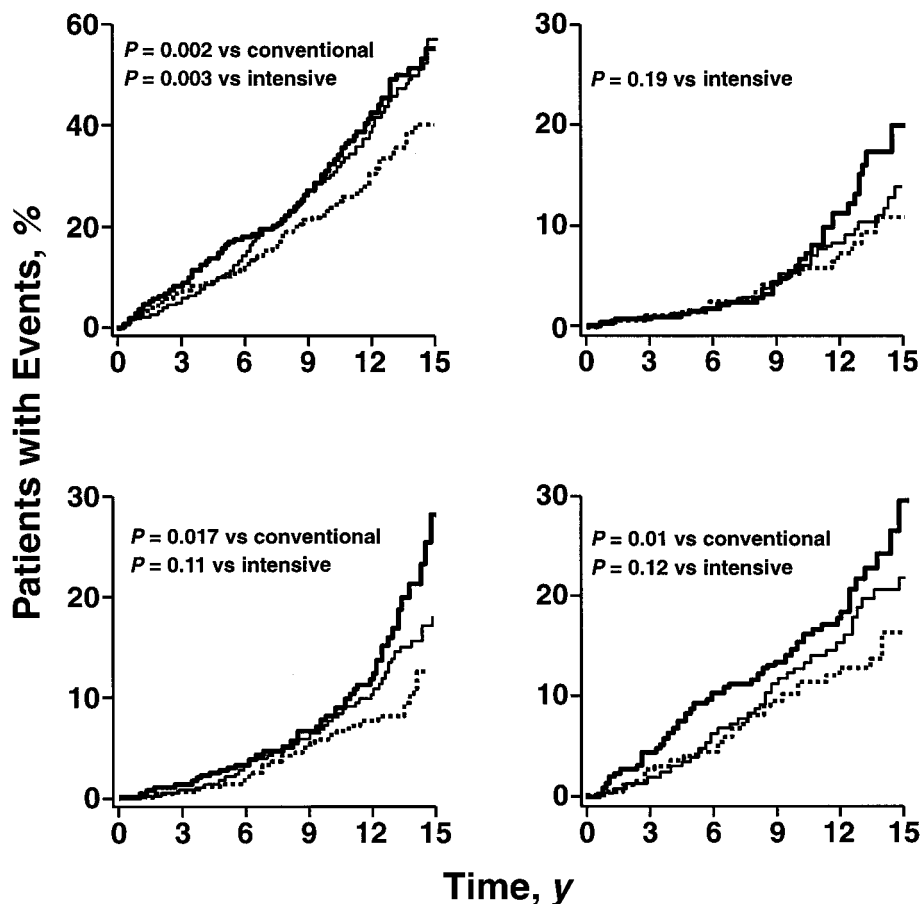 Patients with Events, %
60
40
20
0
P = 0.002 vs conventional
P = 0.003 vs intensive
0 3 6 9 12 15
30
20
10
0
P = 0.19 vs intensive
0 3 6 9 12 15
30
20
10
0
P = 0.017 vs conventional
P = 0.11 vs intensive
0 3 6 9 12 15
30
20
10
0
P = 0.01 vs conventional
P = 0.12 vs intensive
0 3 6 9 12 15
Time, y